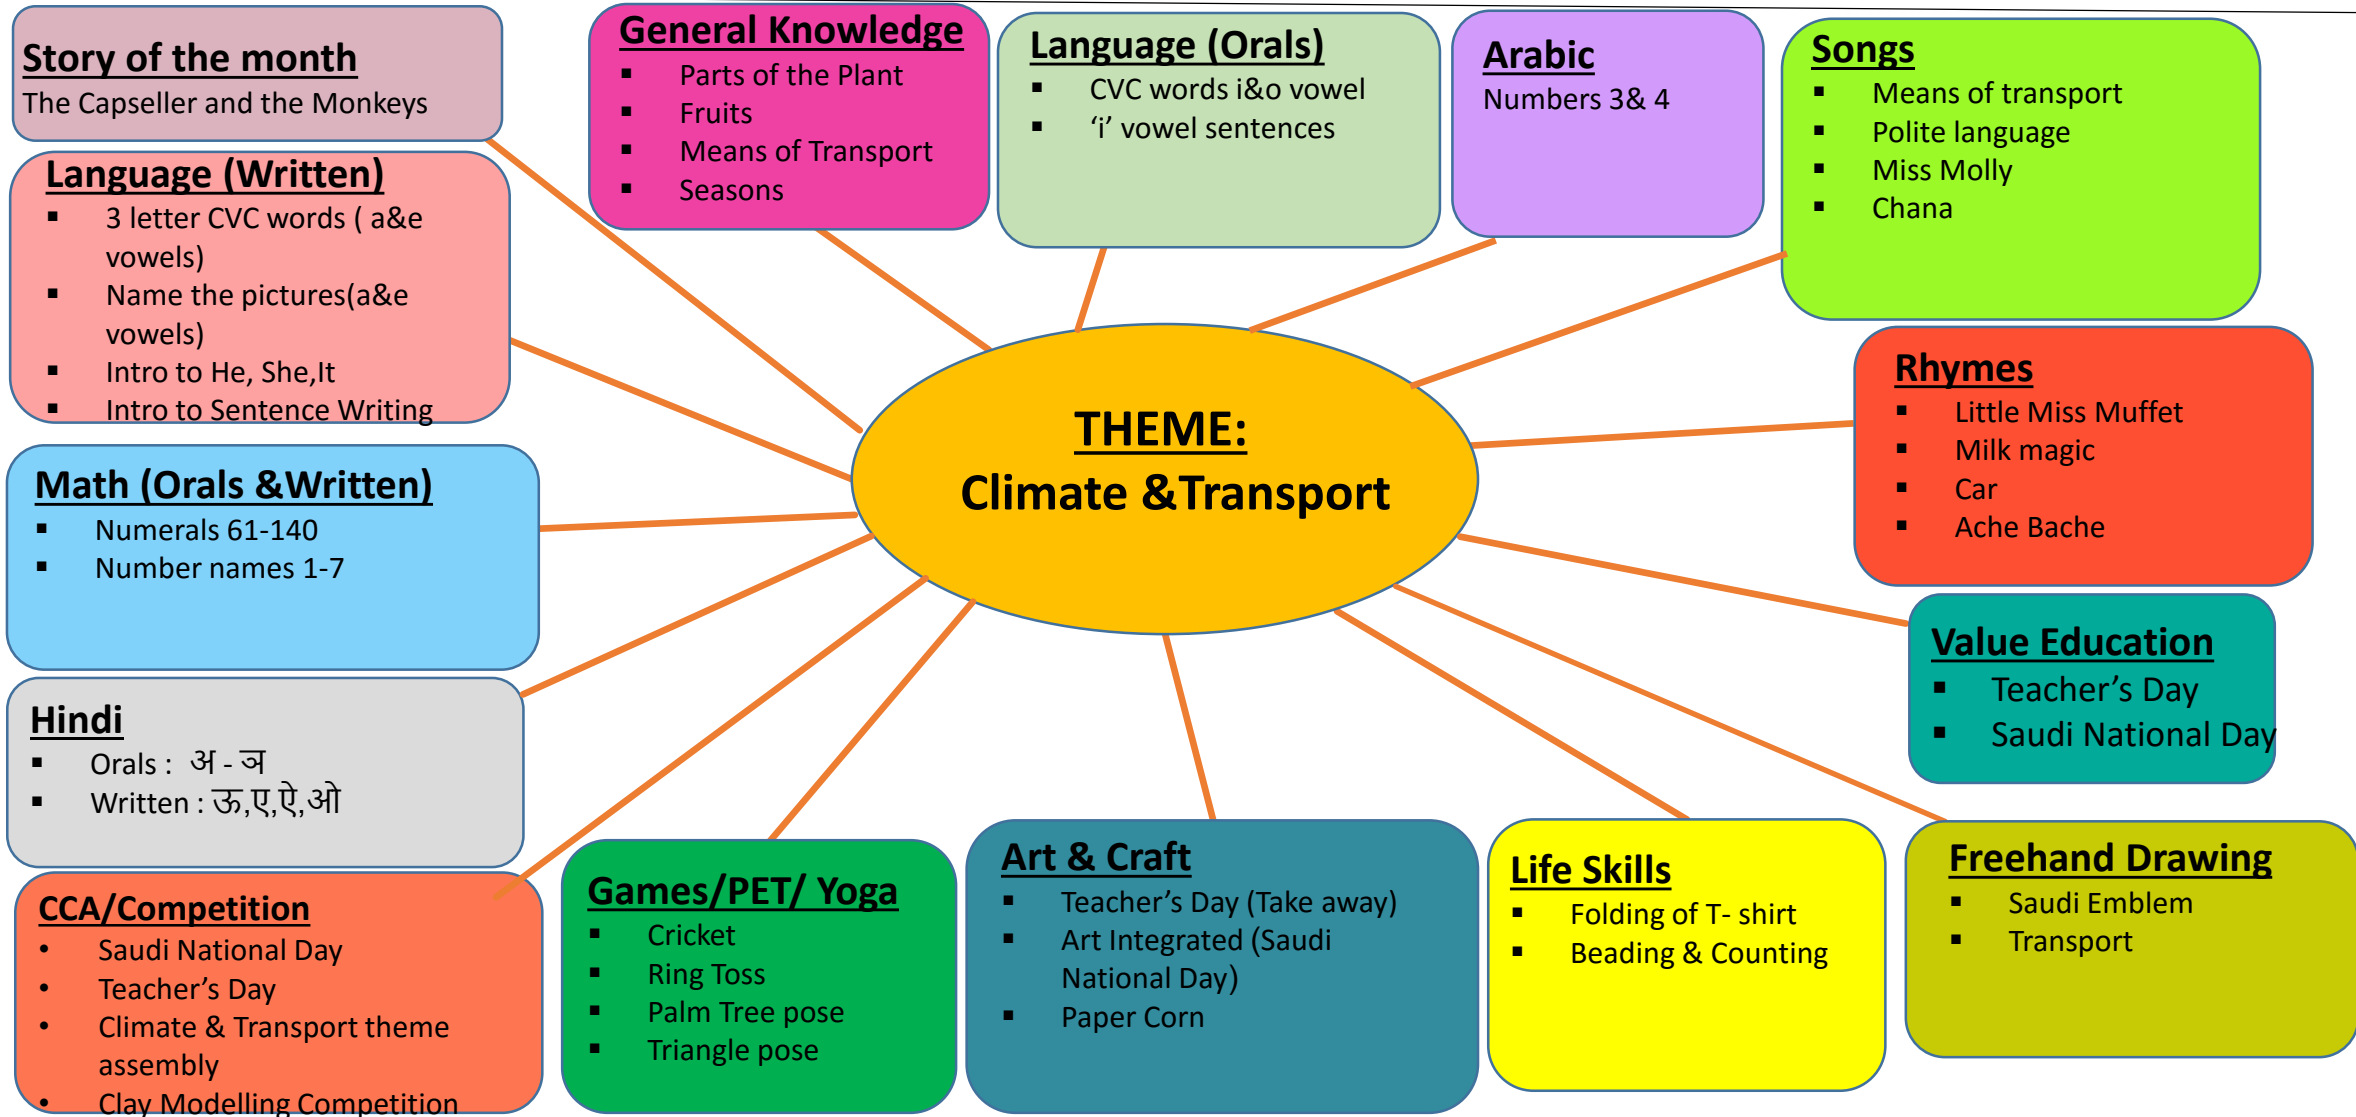 Story of the month
The Capseller and the Monkeys
General Knowledge
▪ Parts of the Plant
▪ Fruits
▪ Means of Transport
▪ Seasons
Language (Orals)
▪ CVC words i&o vowel
▪ ‘i’ vowel sentences
Arabic
Numbers 3& 4
Songs
▪ Means of transport
▪ Polite language
▪ Miss Molly
▪ Chana
Language (Written)
▪ 3 letter CVC words ( a&e
vowels)
▪ Name the pictures(a&e
vowels)
▪ Intro to He, She,It
▪ Intro to Sentence Writing
THEME:
Climate &Transport
Rhymes
▪ Little Miss Muffet
▪ Milk magic
▪ Car
▪ Ache Bache
Math (Orals &Written)
▪ Numerals 61-140
▪ Number names 1-7
Value Education
▪ Teacher’s Day
▪ Saudi National Day
Hindi
▪ Orals : अ - ञ
▪ Written : ऊ,ए,ऐ,ओ
CCA/Competition
• Saudi National Day
• Teacher’s Day
• Climate & Transport theme
assembly
• Clay Modelling Competition
Games/PET/ Yoga
▪ Cricket
▪ Ring Toss
▪ Palm Tree pose
▪ Triangle pose
Art & Craft
▪ Teacher’s Day (Take away)
▪ Art Integrated (Saudi
National Day)
▪ Paper Corn
Life Skills
▪ Folding of T- shirt
▪ Beading & Counting
Freehand Drawing
▪ Saudi Emblem
▪ Transport